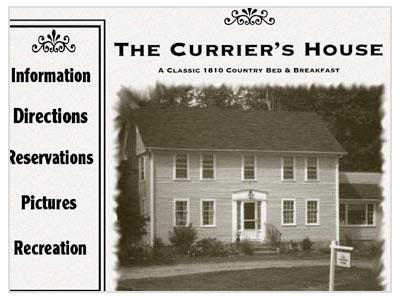 THE CURRIER'S HOUSE
A CLASSIC 1810 COUNTRY BED & BREAKFAST
Information
Directions
Reservations
Pictures
Recreation